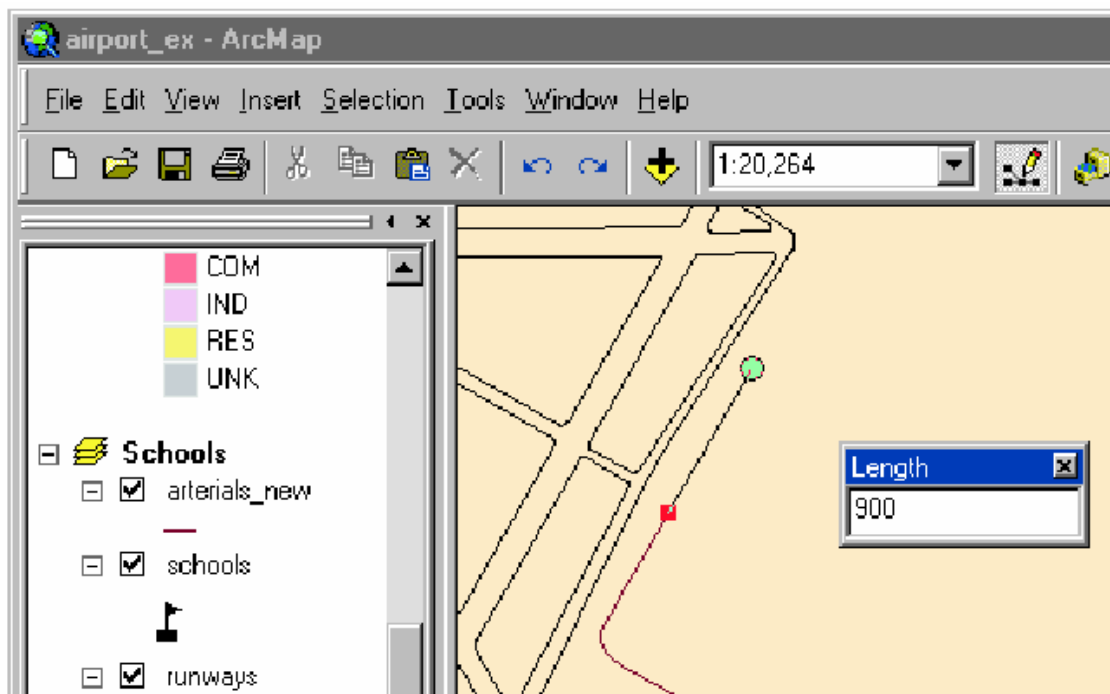 airport_ex - ArcMap
File Edit View Insert Selection Tools Window Help
1:20,264
COM
IND
RES
UNK
Schools
arterials_new
schools
runways
Length
900